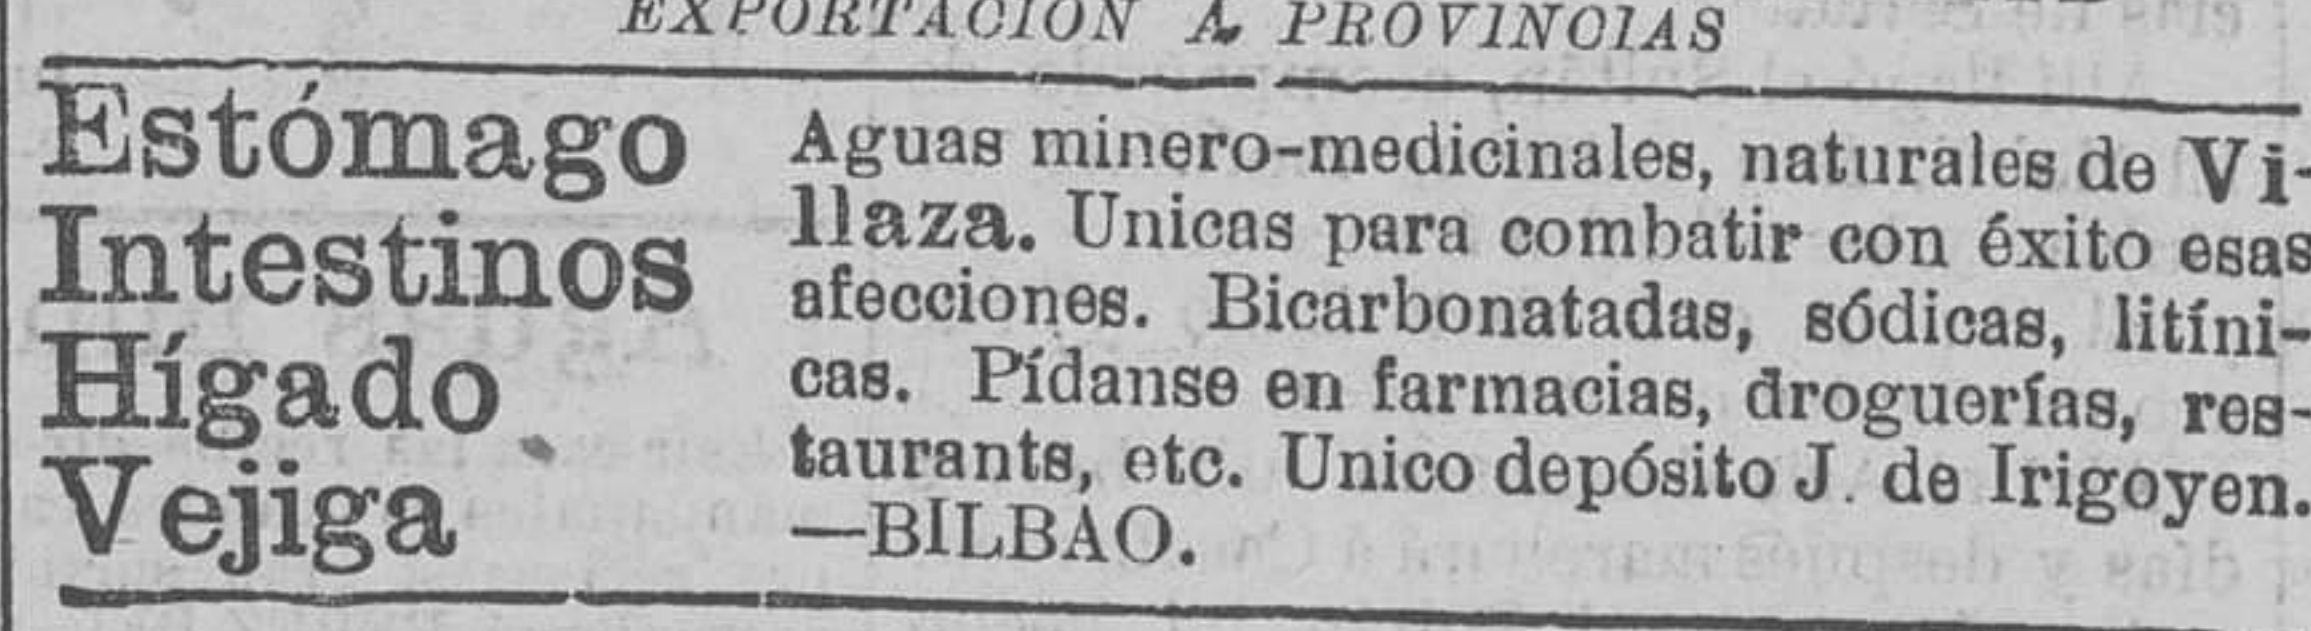 EXPORTACION A PROVINCIAS
Estómago
Intestinos
Hígado
Vejiga
Aguas minero-medicinales, naturales de Vi-
llaza. Unicas para combatir con éxito esas
afecciones. Bicarbonatadas, sódicas, litíni-
cas. Pídanse en farmacias, droguerías, res-
taurants, etc. Unico depósito J. de Irigoyen.
—BILBAO.